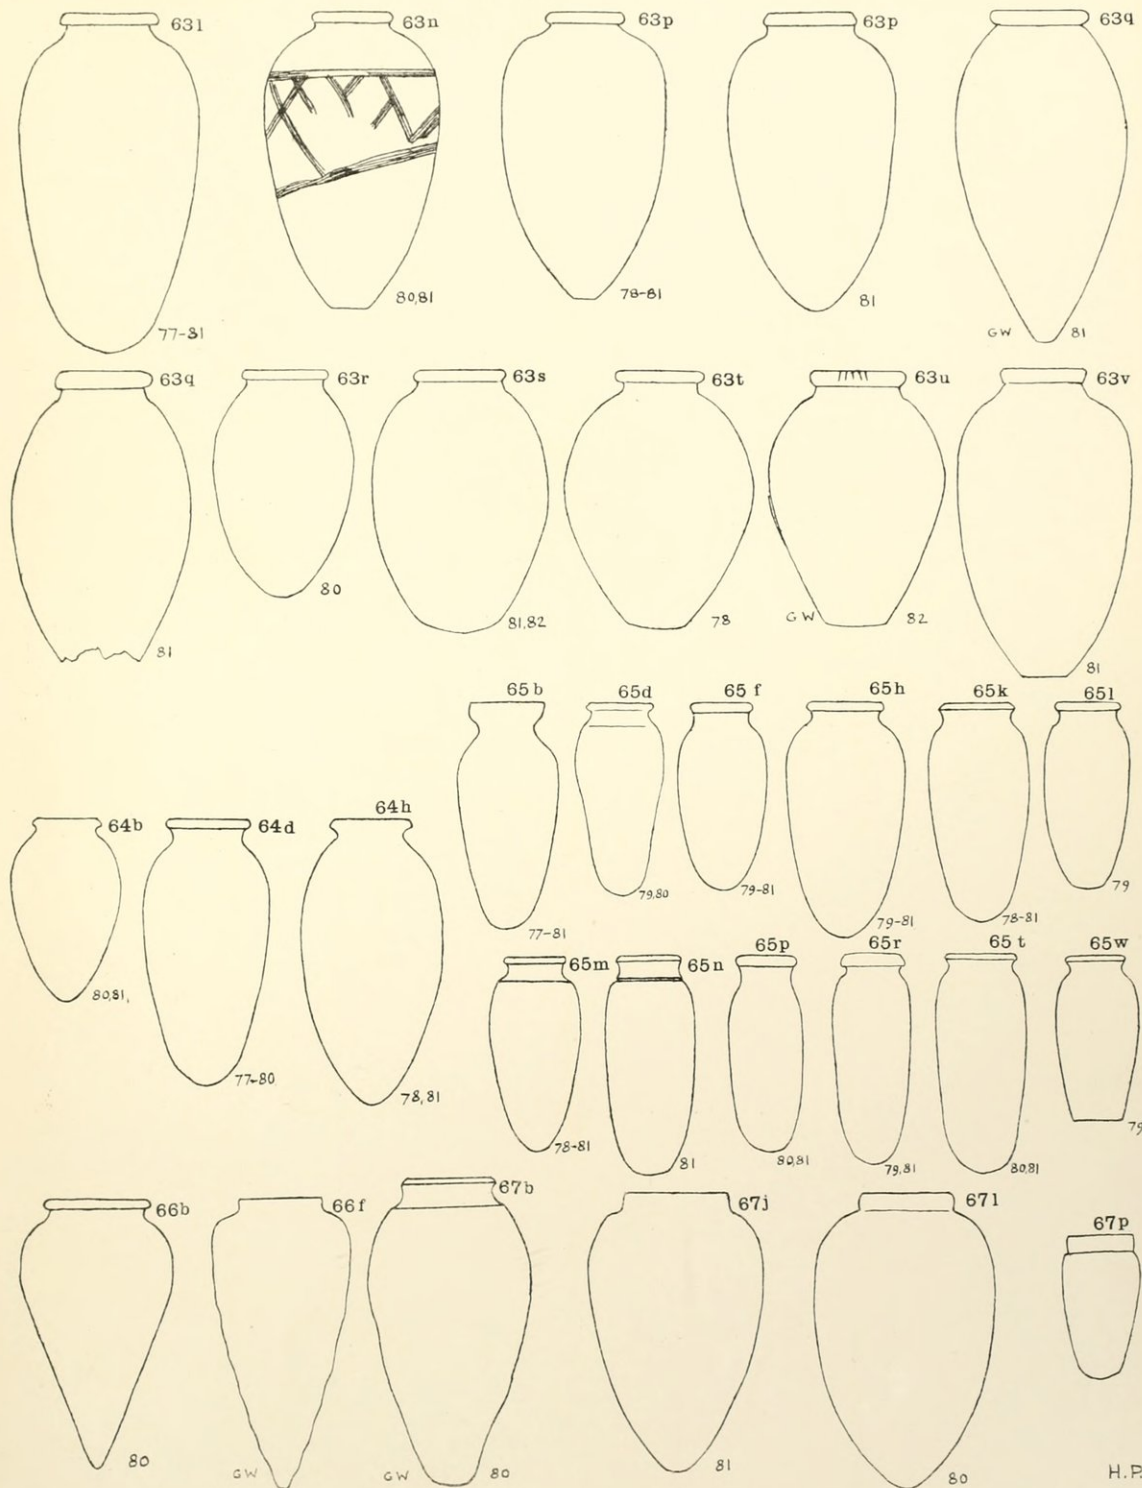 63l 63n 63p 63p 63q
77-81 80,81 78-81 81 GW 81
63q 63r 63s 63t 63u 63v
81 80 81,82 78 GW 82 81
65b 65d 65f 65h 65k 65l
77-81 79,80 79-81 79-81 78-81 79
64b 64d 64h
80,81, 77-80 78,81
65m 65n 65p 65r 65t 65w
78-81 81 80,81 79,81 80,81 79
66b 66f 67b 67j 67l 67p
80 GW GW 80 81 80
H.P.